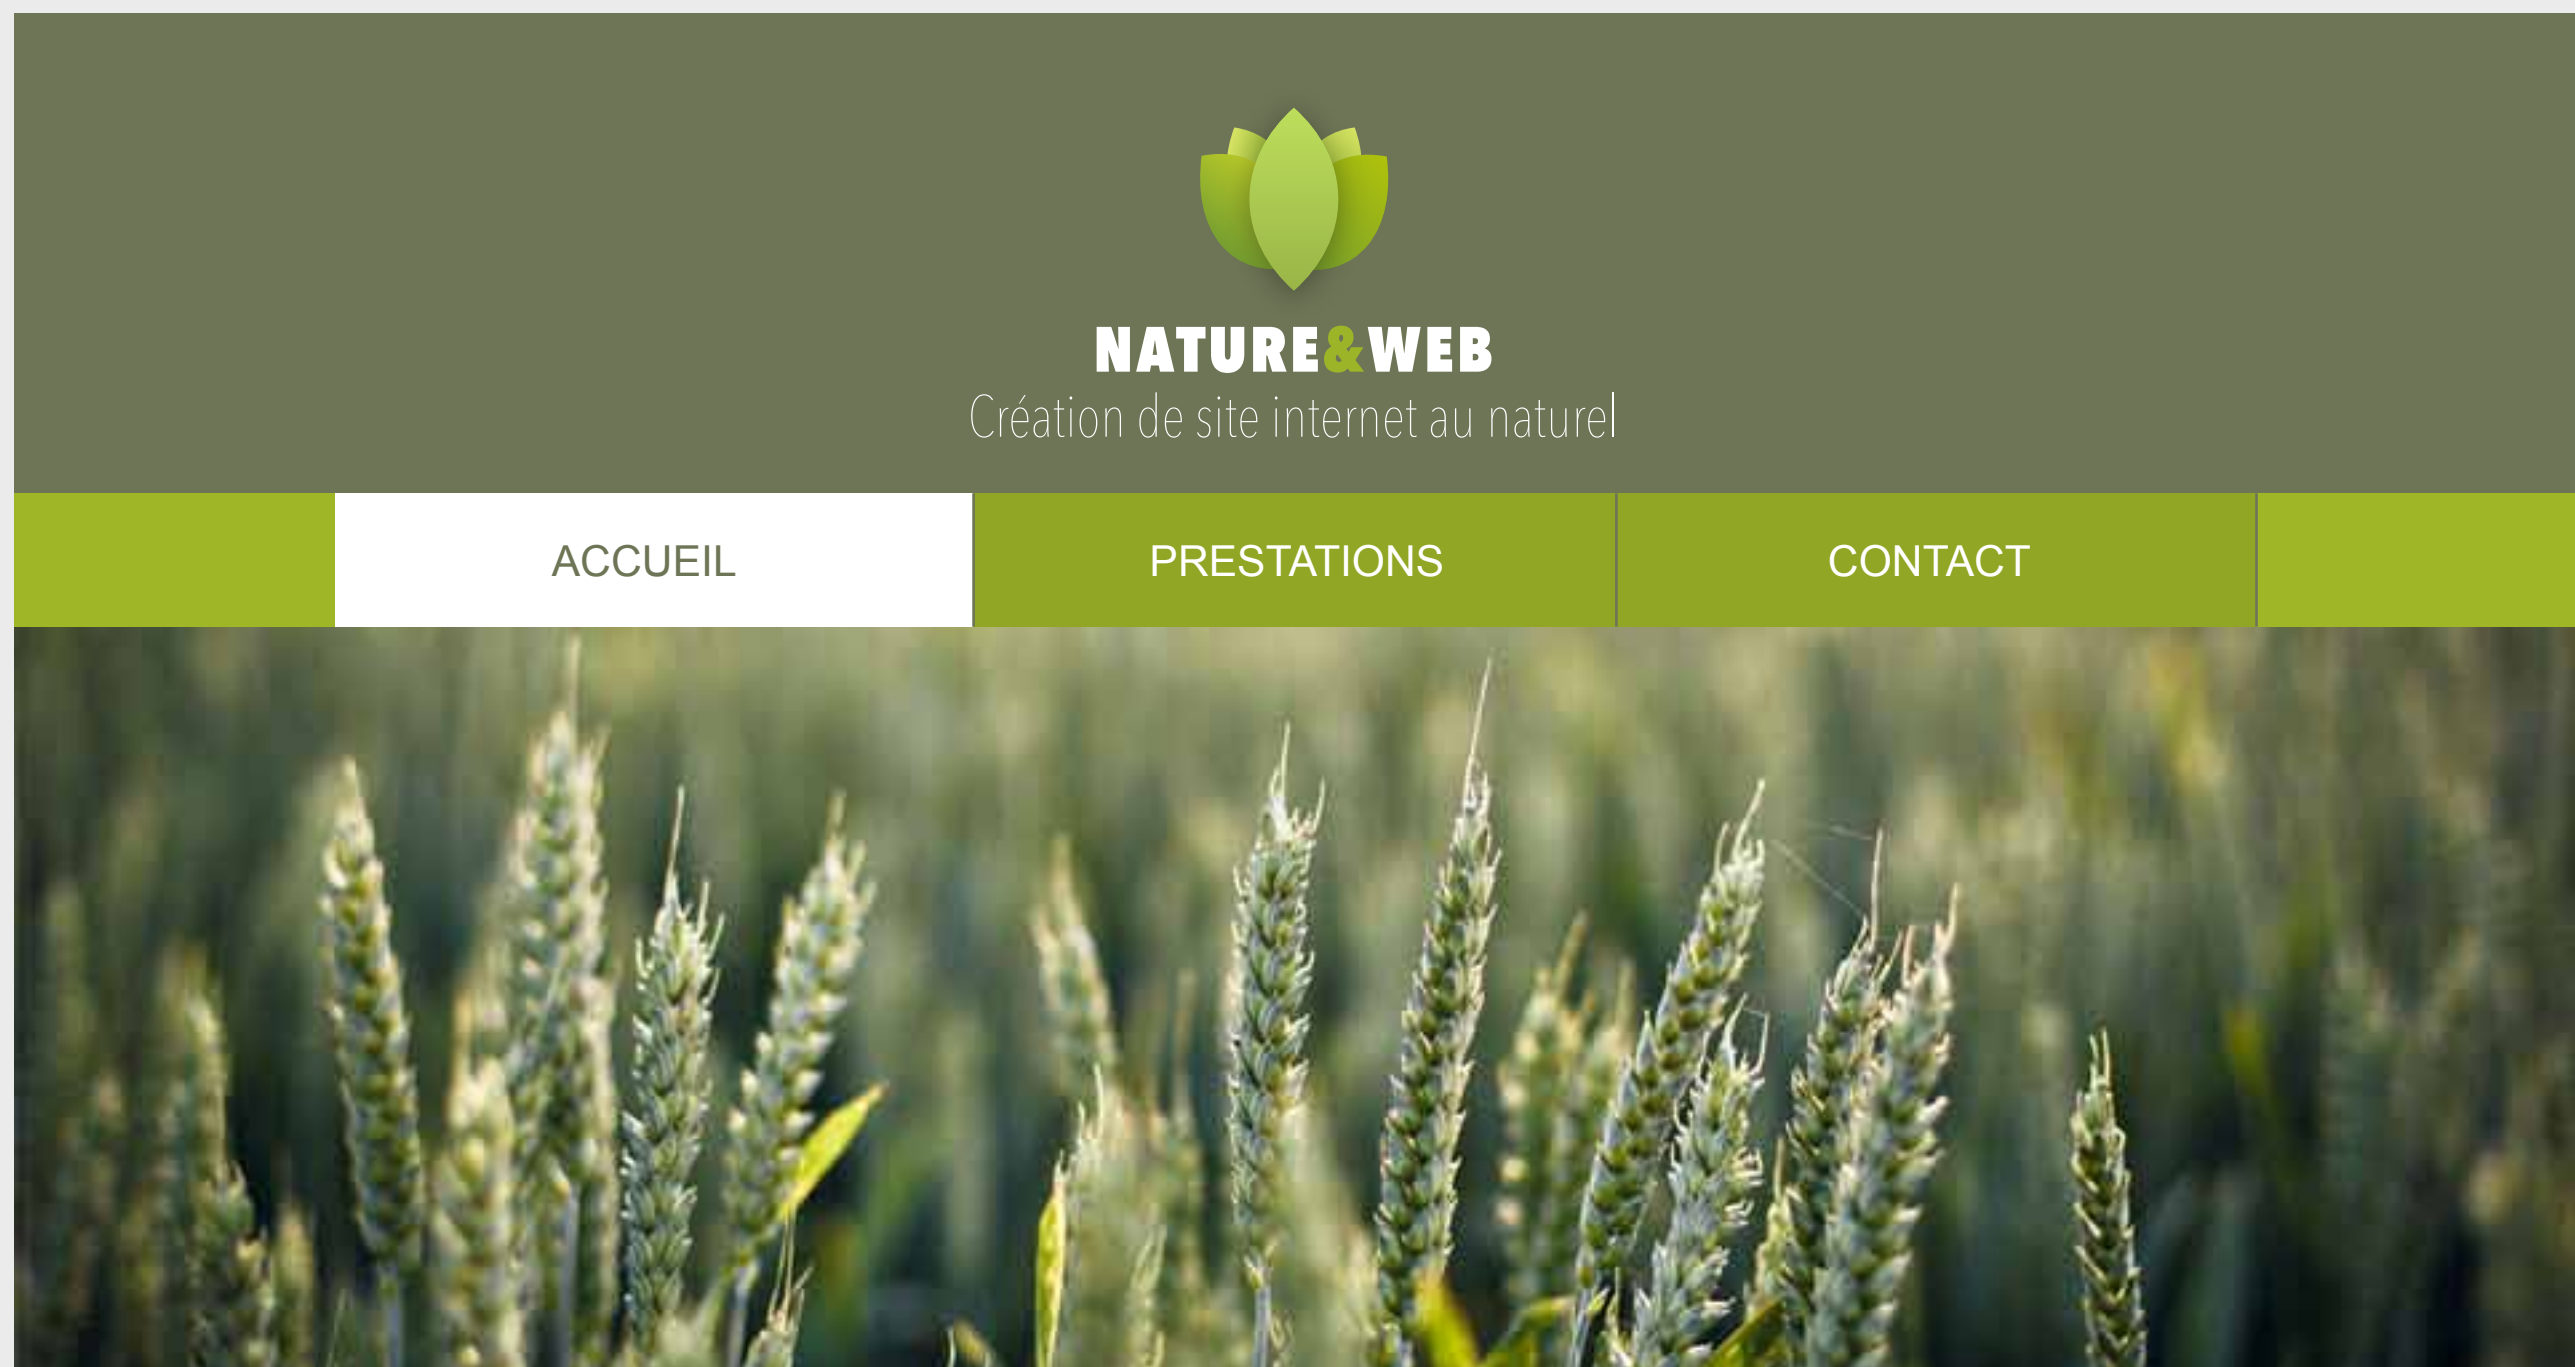 NATURE&WEB
Création de site internet au naturel
ACCUEIL
PRESTATIONS
CONTACT